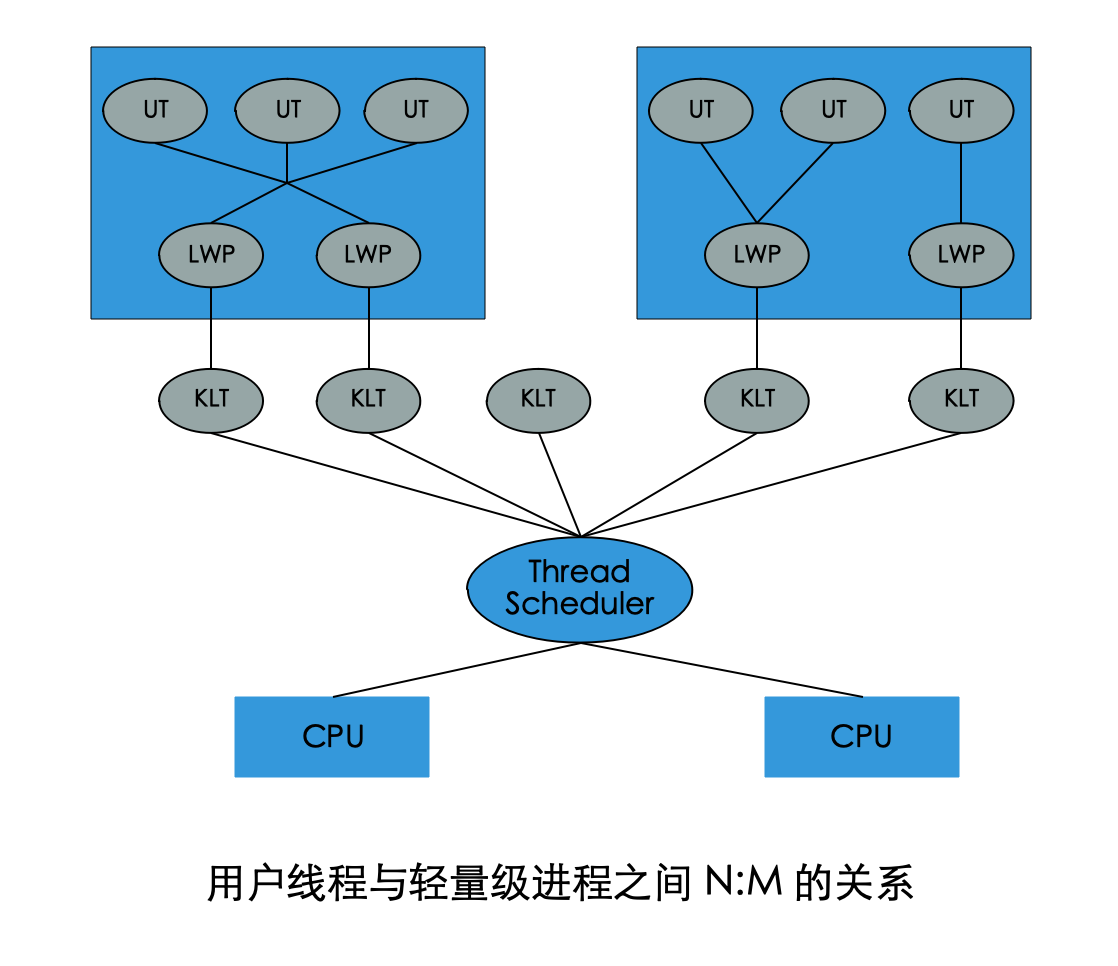 UT UT UT UT UT UT
LWP LWP LWP LWP
KLT KLT KLT KLT KLT
Thread
Scheduler
CPU CPU
用户线程与轻量级进程之间 N:M 的关系